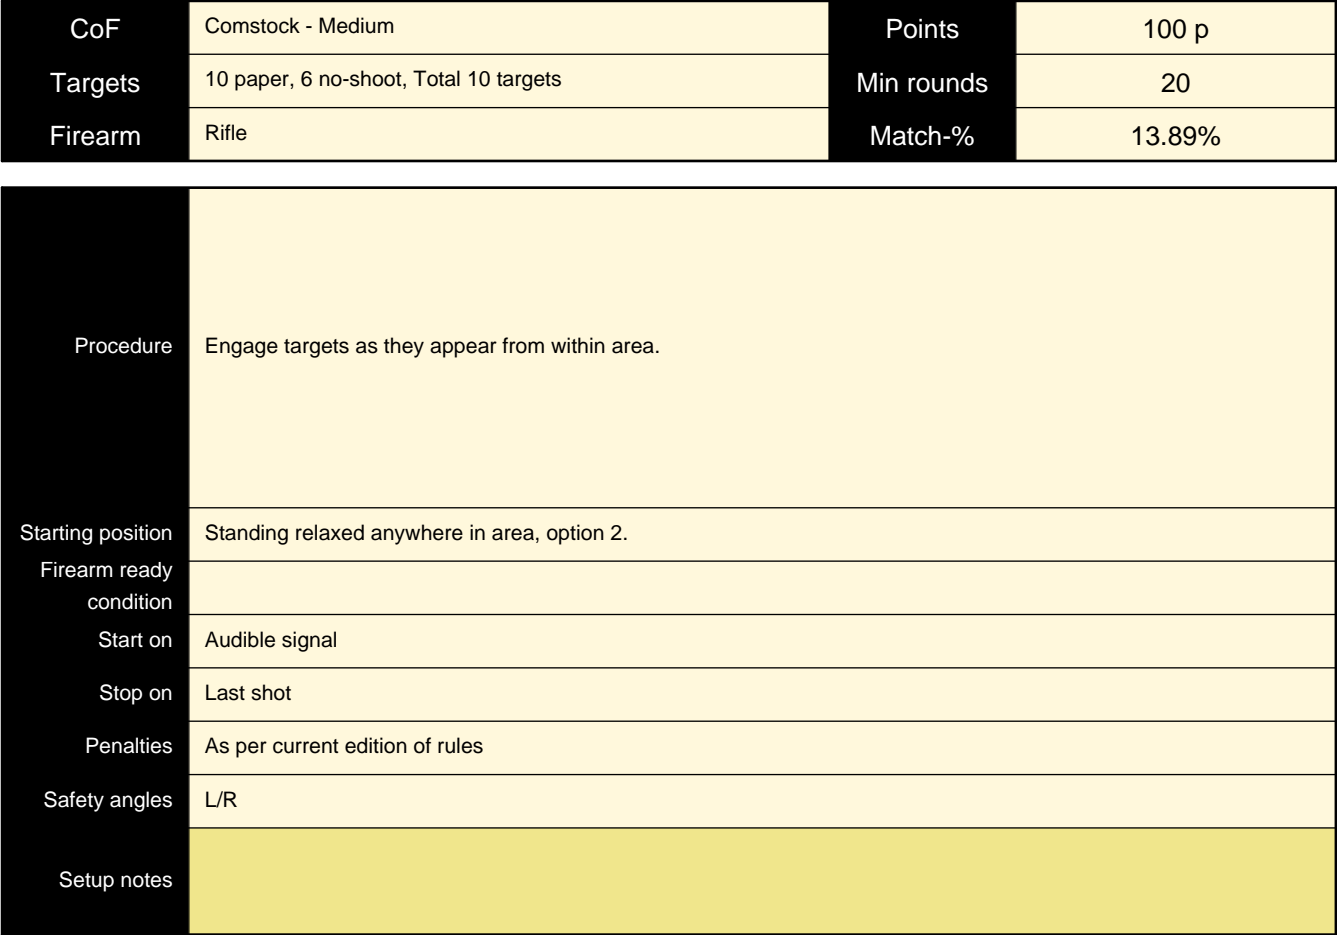 CoF Comstock - Medium Points 100 p
Targets 10 paper, 6 no-shoot, Total 10 targets Min rounds 20
Firearm Rifle Match-% 13.89%
Procedure Engage targets as they appear from within area.
Starting position Standing relaxed anywhere in area, option 2.
Firearm ready
condition
Start on Audible signal
Stop on Last shot
Penalties As per current edition of rules
Safety angles L/R
Setup notes